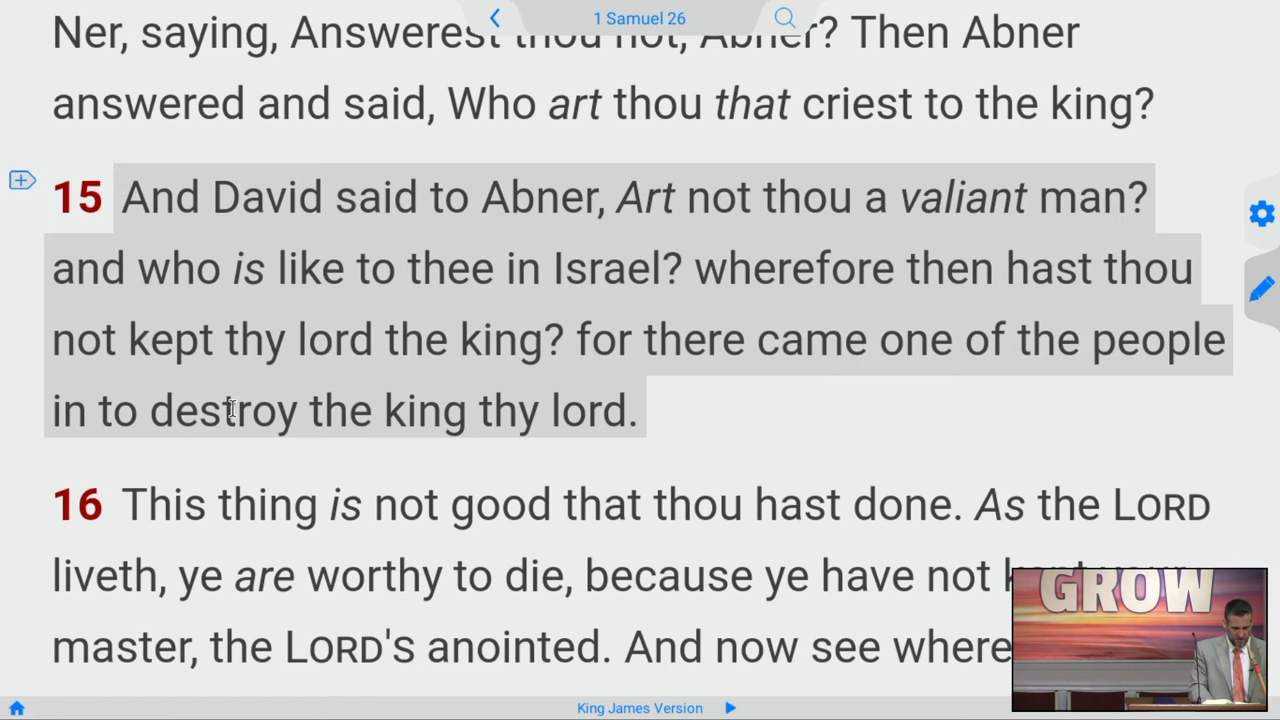 1 Samuel 26
Ner, saying, Answerest thou not, Abner? Then Abner
answered and said, Who art thou that criest to the king?
15 And David said to Abner, Art not thou a valiant man?
and who is like to thee in Israel? wherefore then hast thou
not kept thy lord the king? for there came one of the people
in to destroy the king thy lord.
16 This thing is not good that thou hast done. As the LORD
liveth, ye are worthy to die, because ye have not
master, the LORD'S anointed. And now see where
GROW
King James Version